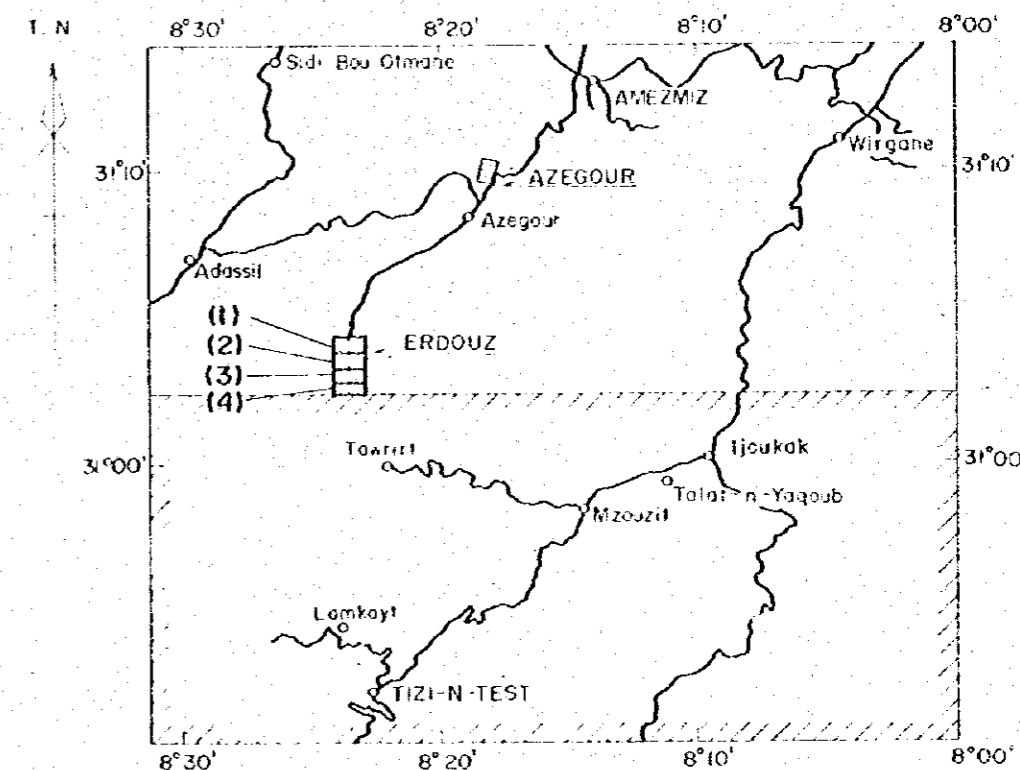 T. N
8°30' 8°20' 8°10' 8°00'
Sidi Bou Otmane
AMEZMIZ
Wirgane
31°10' 31°10'
AZEGOUR
Azegour
Adassil
(1)
(2) ERDOUZ
(3)
(4)
Tawrirt
Ijoukak
31°00' 31°00'
Talat-n-Yaqoub
Mzouzit
Lamkayt
TIZI-N-TEST
8°30' 8°20' 8°10' 8°00'